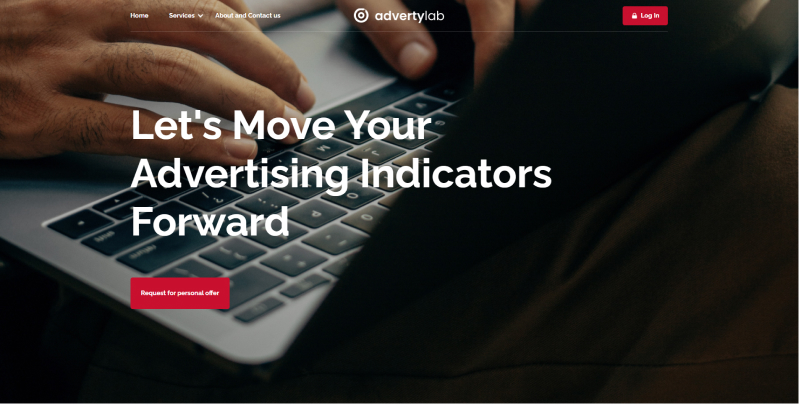 Home
Services
About and Contact us
advertylab
Log In
Let's Move Your
Advertising Indicators
Forward
Request for personal offer